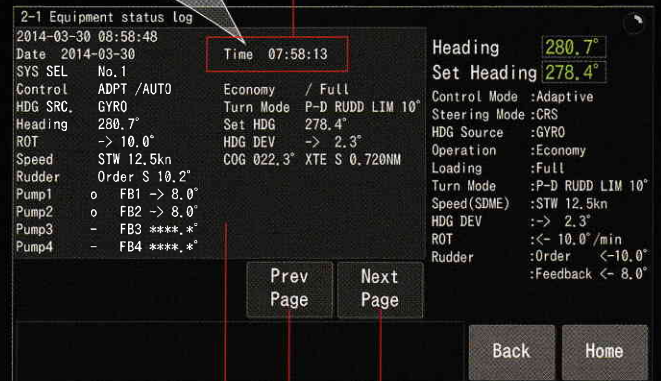 2-1 Equipment status log
2014-03-30 08:58:48
Date 2014-03-30 Time 07:58:13
SYS SEL No.1
Control ADPT /AUTO Economy / Full
HDG SRC. GYRO Turn Mode P-D RUDD LIM 10°
Heading 280.7° Set HDG 278.4°
ROT -> 10.0° HDG DEV -> 2.3°
Speed STW 12.5kn COG 022.3° XTE S 0.720NM
Rudder Order S 10.2°
Pump1 o FB1 -> 8.0°
Pump2 o FB2 -> 8.0°
Pump3 - FB3 ****.*°
Pump4 - FB4 ****.*°
Prev Page
Next Page
Heading 280.7°
Set Heading 278.4°
Control Mode :Adaptive
Steering Mode :CRS
HDG Source :GYRO
Operation :Economy
Loading :Full
Turn Mode :P-D RUDD LIM 10°
Speed(SDME) :STW 12.5kn
HDG DEV :-> 2.3°
ROT :<- 10.0°/min
Rudder :Order <-10.0°
:Feedback <- 8.0°
Back
Home